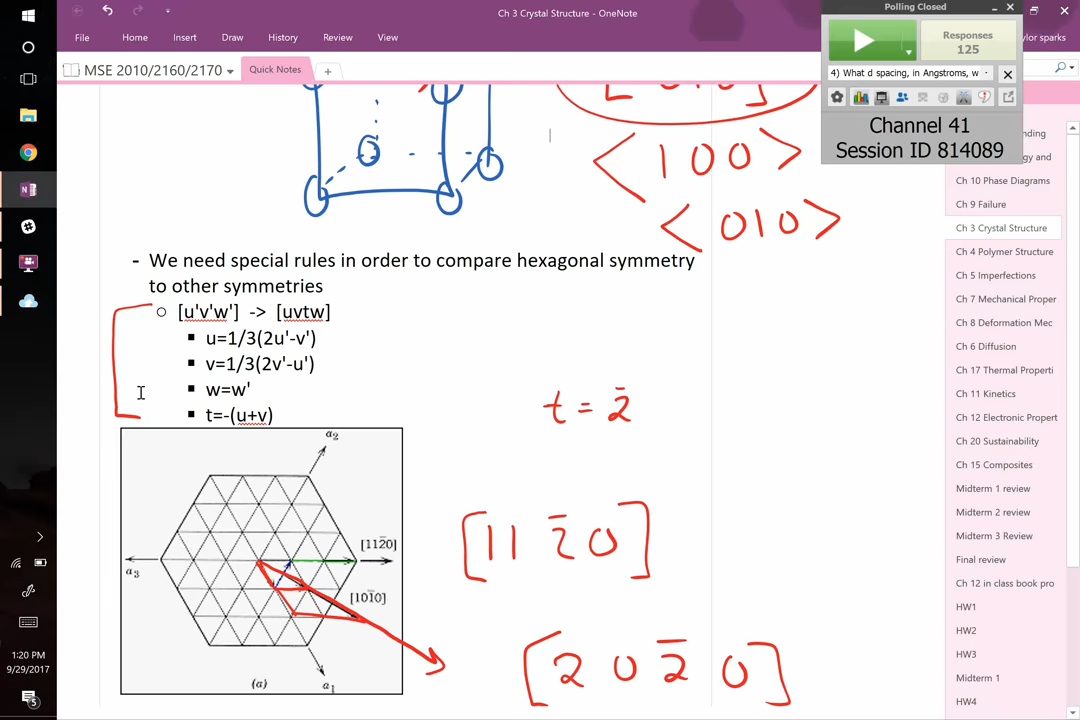 Ch 3 Crystal Structure - OneNote
Polling Closed
File Home Insert Draw History Review View
Responses
125
ylor sparks
MSE 2010/2160/2170
Quick Notes
4) What d spacing, in Angstroms, w
Channel 41
Session ID 814089
[010]
<100>
<010>
- We need special rules in order to compare hexagonal symmetry
to other symmetries
[u'v'w'] -> [uvtw]
u=1/3(2u'-v')
v=1/3(2v'-u')
w=w'
t=-(u+v)
t = 2̄
a₂
[112̄0]
a₃
[101̄0]
a₁
(a)
[112̄0]
[202̄0]
nding
gy and
Ch 10 Phase Diagrams
Ch 9 Failure
Ch 3 Crystal Structure
Ch 4 Polymer Structure
Ch 5 Imperfections
Ch 7 Mechanical Proper
Ch 8 Deformation Mec
Ch 6 Diffusion
Ch 17 Thermal Properti
Ch 11 Kinetics
Ch 12 Electronic Propert
Ch 20 Sustainability
Ch 15 Composites
Midterm 1 review
Midterm 2 review
Midterm 3 Review
Final review
Ch 12 in class book pro
HW1
HW2
HW3
Midterm 1
HW4
1:20 PM
9/29/2017
5